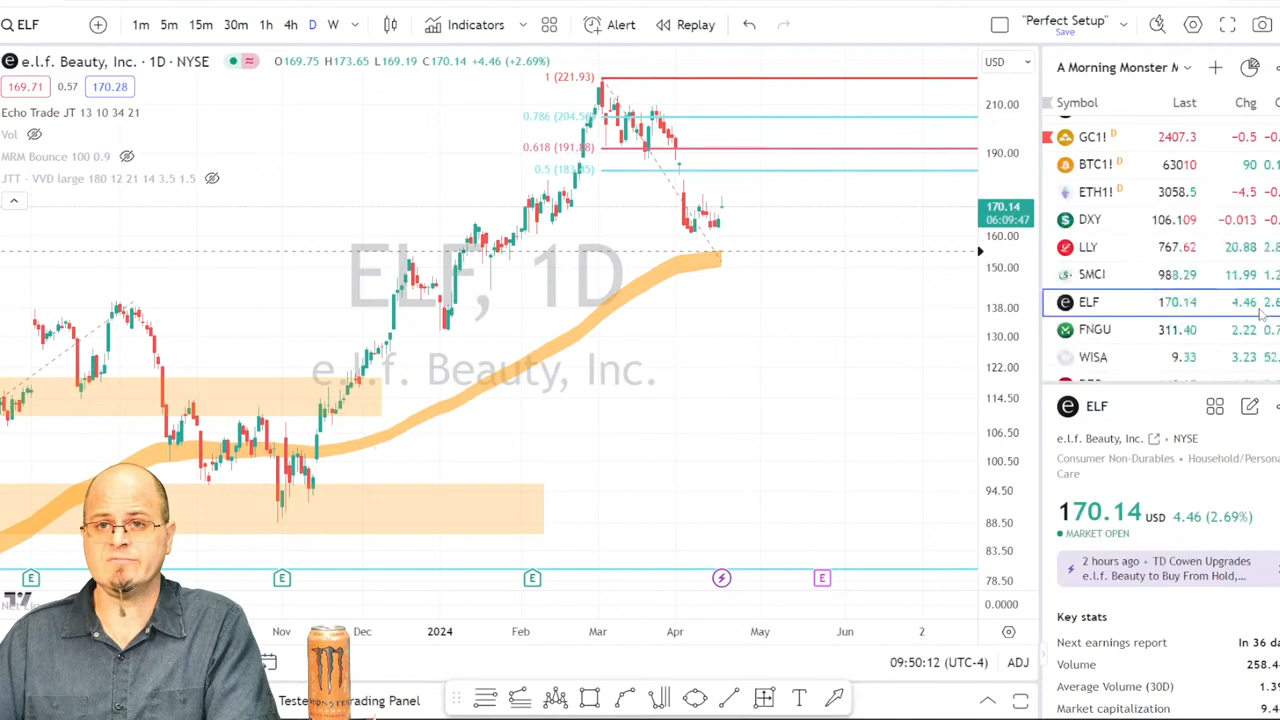 ELF 1m 5m 15m 30m 1h 4h D W Indicators Alert Replay "Perfect Setup"
Save
e.l.f. Beauty, Inc. · 1D · NYSE O169.75 H173.65 L169.19 C170.14 +4.46 (+2.69%)
169.71 0.57 170.28
Echo Trade JT 13 10 34 21
Vol
MRM Bounce 100 0.9
JTT - VVD large 180 12 21 14 3.5 1.5
1 (221.93)
0.618 (191.88)
ELF, 1D
e.l.f. Beauty, Inc.
USD
210.00
190.00
170.14
06:09:47
160.00
150.00
138.00
130.00
122.00
114.50
106.50
100.50
94.50
88.50
83.50
78.50
0.0000
E E E E
Nov Dec 2024 Feb Mar Apr May Jun 2
09:50:12 (UTC-4) ADJ
Trading Panel
A Morning Monster
Symbol Last Chg
GC1! D 2407.3 -0.5
BTC1! D 63010 90
ETH1! D 3058.5 -4.5
DXY 106.109 -0.013
LLY 767.62 20.88
SMCI 988.29 11.99
ELF 170.14 4.46
FNGU 311.40 2.22
WISA 9.33 3.23
ELF
e.l.f. Beauty, Inc. NYSE
Consumer Non-Durables • Household/Personal
Care
170.14 USD 4.46 (2.69%)
MARKET OPEN
2 hours ago • TD Cowen Upgrades
e.l.f. Beauty to Buy From Hold,...
Key stats
Next earnings report In 36 da
Volume 258.4
Average Volume (30D) 1.3
Market capitalization 9.4
MONSTER